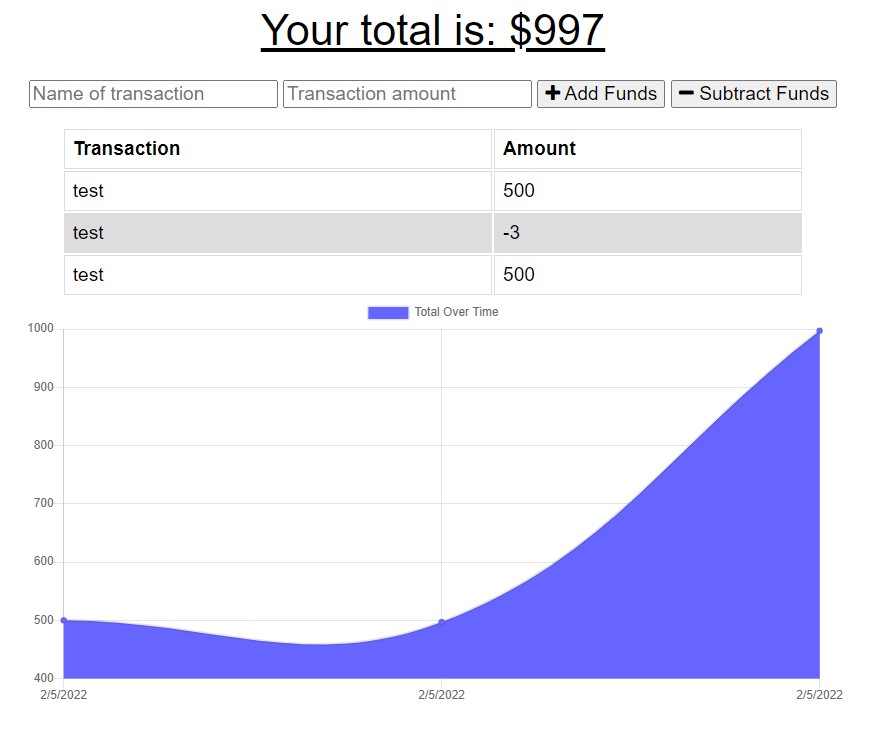 Your total is: $997
Name of transaction Transaction amount Add Funds Subtract Funds
Transaction Amount
test 500
test -3
test 500
Total Over Time
1000
900
800
700
600
500
400
2/5/2022 2/5/2022 2/5/2022